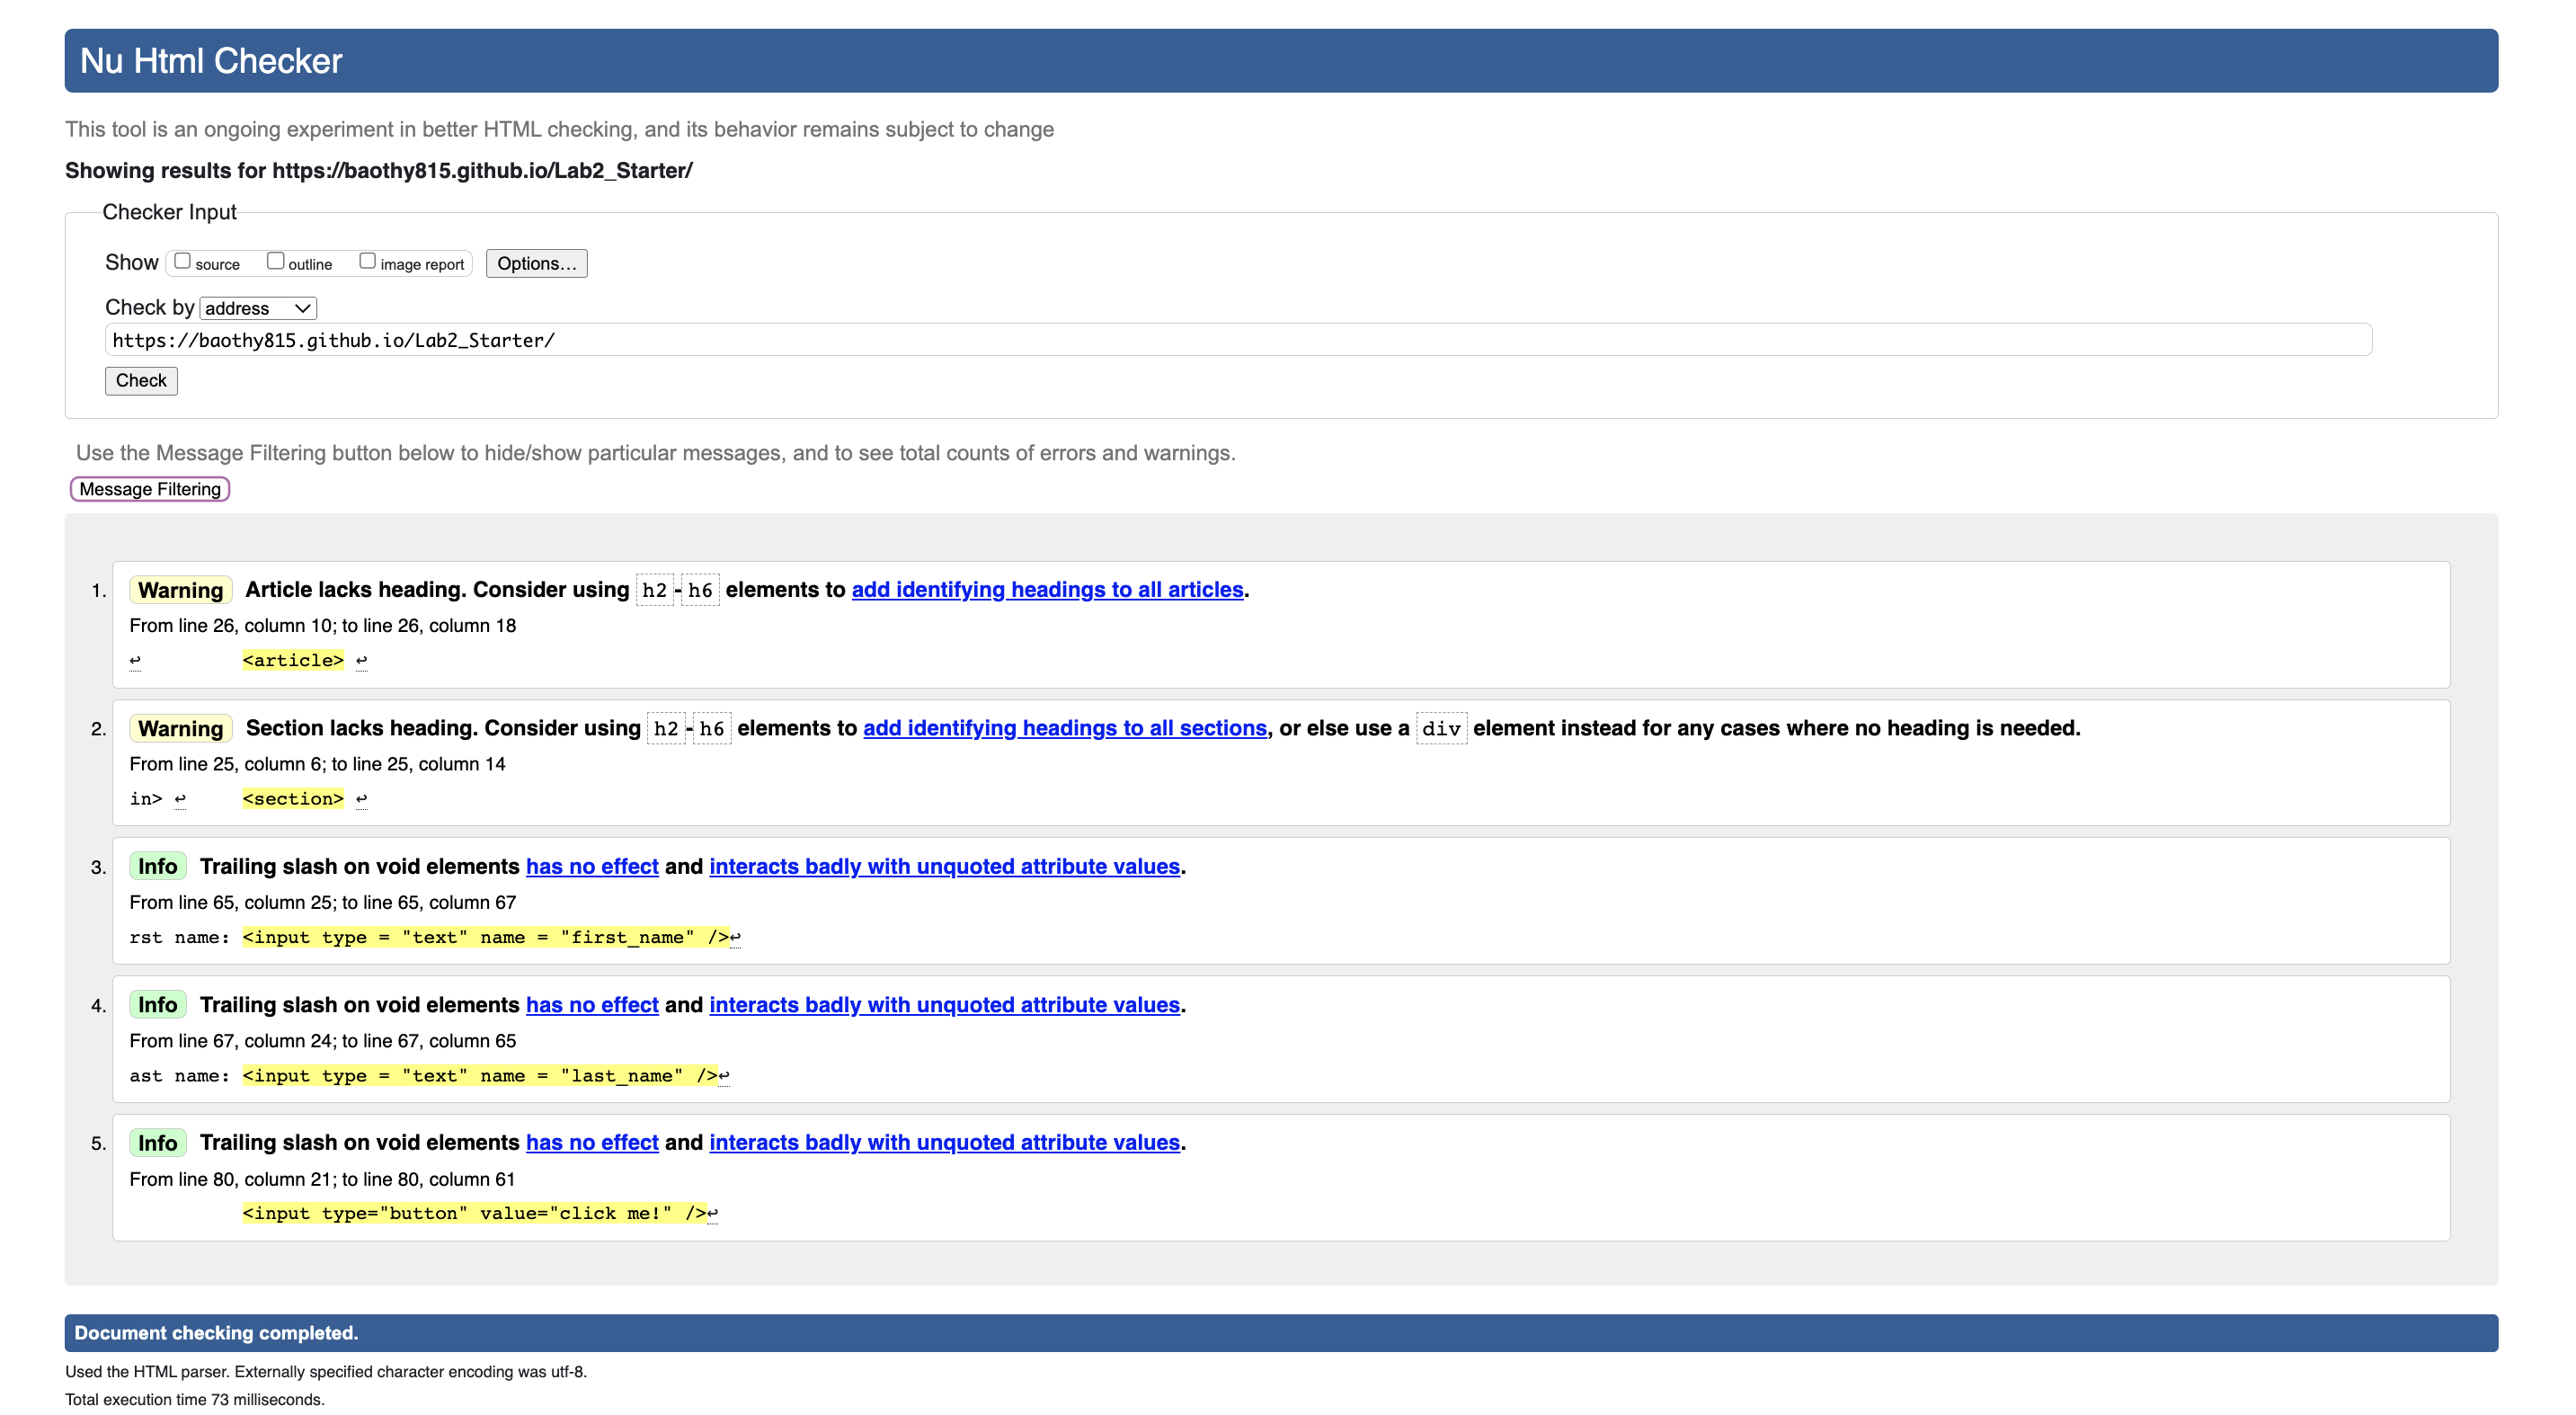 Nu Html Checker
This tool is an ongoing experiment in better HTML checking, and its behavior remains subject to change
Showing results for https://baothy815.github.io/Lab2_Starter/
Checker Input
Show source outline image report Options...
Check by address
https://baothy815.github.io/Lab2_Starter/
Check
Use the Message Filtering button below to hide/show particular messages, and to see total counts of errors and warnings.
Message Filtering
1. Warning Article lacks heading. Consider using h2-h6 elements to add identifying headings to all articles.
From line 26, column 10; to line 26, column 18
↩ <article> ↩
2. Warning Section lacks heading. Consider using h2-h6 elements to add identifying headings to all sections, or else use a div element instead for any cases where no heading is needed.
From line 25, column 6; to line 25, column 14
in> ↩ <section> ↩
3. Info Trailing slash on void elements has no effect and interacts badly with unquoted attribute values.
From line 65, column 25; to line 65, column 67
rst name: <input type = "text" name = "first_name" />↩
4. Info Trailing slash on void elements has no effect and interacts badly with unquoted attribute values.
From line 67, column 24; to line 67, column 65
ast name: <input type = "text" name = "last_name" />↩
5. Info Trailing slash on void elements has no effect and interacts badly with unquoted attribute values.
From line 80, column 21; to line 80, column 61
<input type="button" value="click me!" />↩
Document checking completed.
Used the HTML parser. Externally specified character encoding was utf-8.
Total execution time 73 milliseconds.